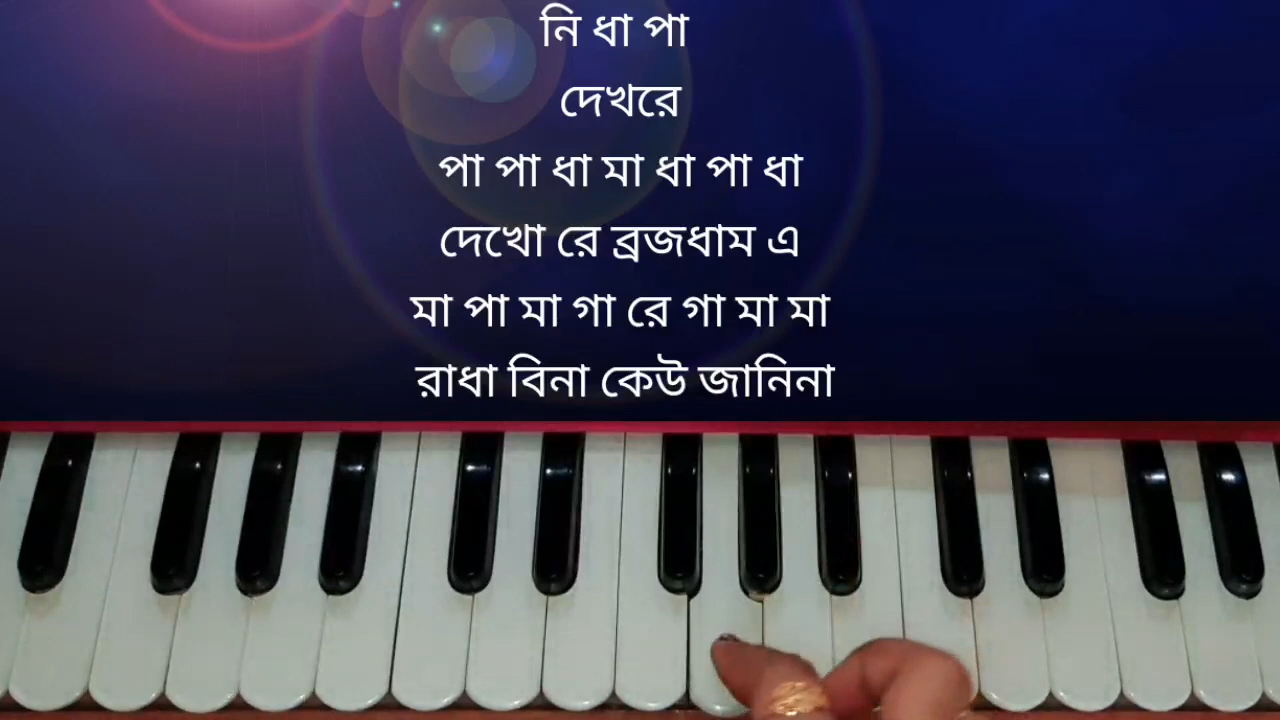 নি ধা পা
দেখরে
পা পা ধা মা ধা পা ধা
দেখো রে ব্রজধাম এ
মা পা মা গা রে গা মা মা
রাধা বিনা কেউ জানিনা